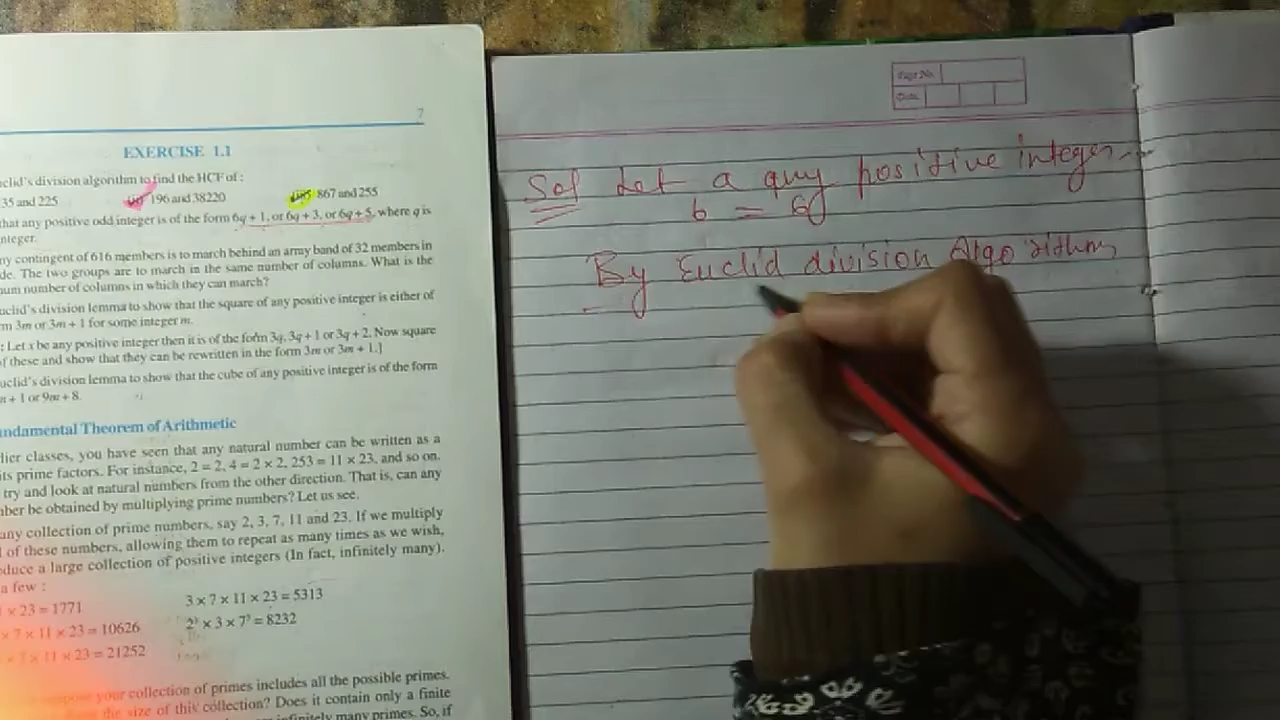 7
EXERCISE 1.1
uclid's division algorithm to find the HCF of :
35 and 225
196 and 38220
867 and 255
that any positive odd integer is of the form 6q + 1, or 6q + 3, or 6q + 5, where q is
nteger.
ny contingent of 616 members is to march behind an army band of 32 members in
de. The two groups are to march in the same number of columns. What is the
num number of columns in which they can march?
uclid's division lemma to show that the square of any positive integer is either of
m 3m or 3m + 1 for some integer m.
: Let x be any positive integer then it is of the form 3q, 3q + 1 or 3q + 2. Now square
f these and show that they can be rewritten in the form 3m or 3m + 1.]
uclid's division lemma to show that the cube of any positive integer is of the form
m + 1 or 9m + 8.
ndamental Theorem of Arithmetic
lier classes, you have seen that any natural number can be written as a
its prime factors. For instance, 2 = 2, 4 = 2 × 2, 253 = 11 × 23, and so on.
try and look at natural numbers from the other direction. That is, can any
mber be obtained by multiplying prime numbers? Let us see.
any collection of prime numbers, say 2, 3, 7, 11 and 23. If we multiply
l of these numbers, allowing them to repeat as many times as we wish,
oduce a large collection of positive integers (In fact, infinitely many).
a few :
× 23 = 1771
3 × 7 × 11 × 23 = 5313
× 7 × 11 × 23 = 10626
2³ × 3 × 7³ = 8232
× 7 × 11 × 23 = 21252
your collection of primes includes all the possible primes.
the size of this collection? Does it contain only a finite
infinitely many primes. So, if
Page No.
Date
Sol Let a any positive integer
b = 6
By Euclid division Algorithm